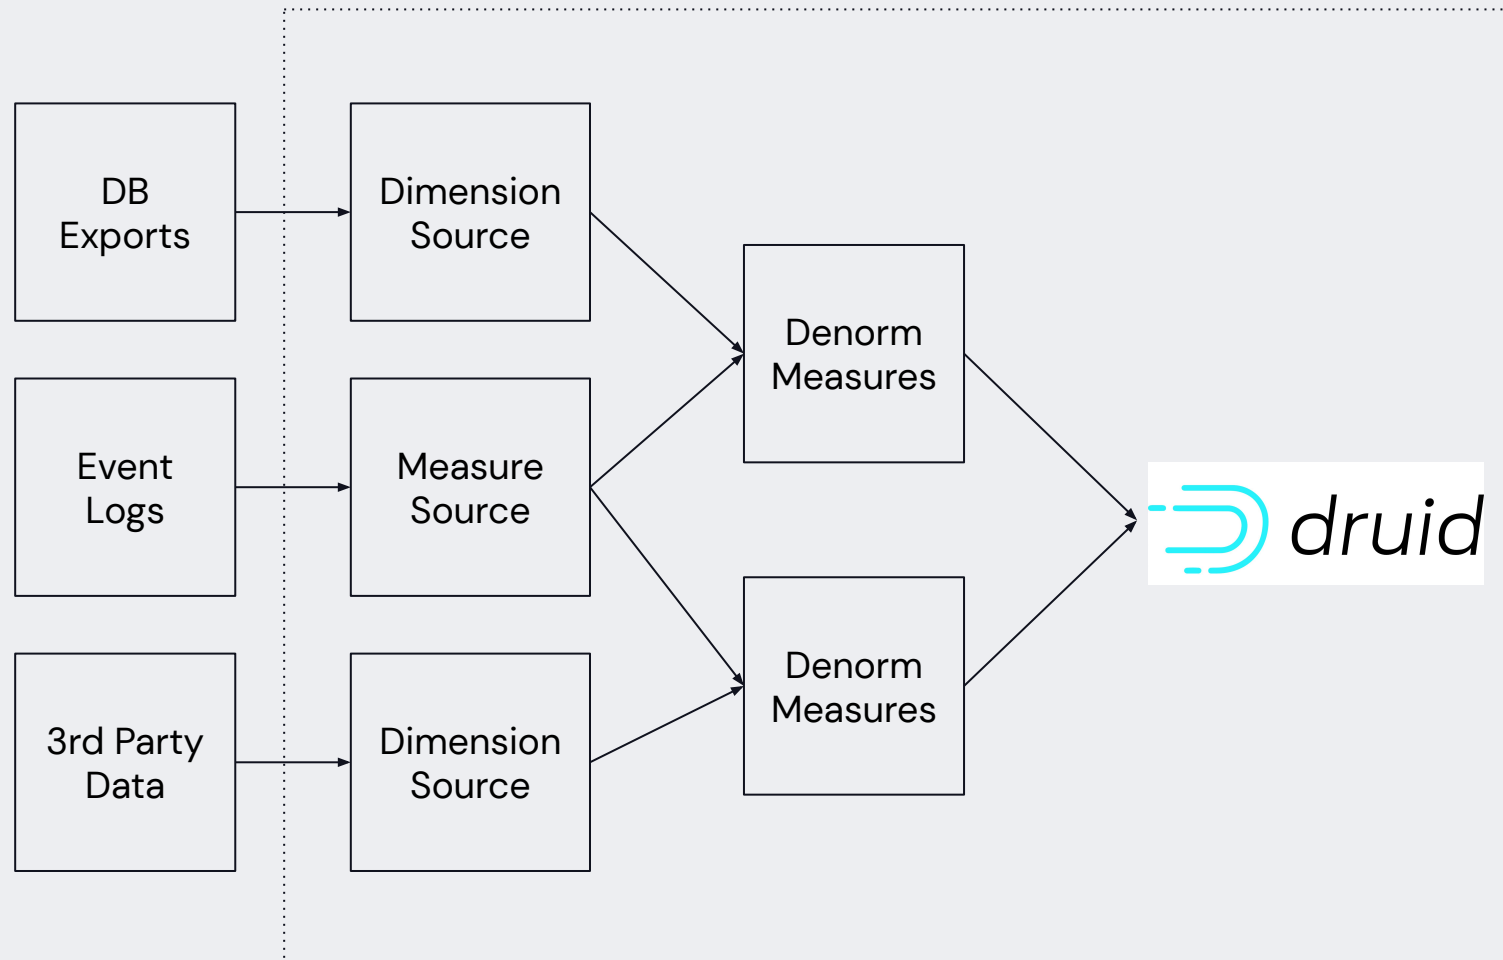 DB
Exports
Dimension
Source
Event
Logs
Measure
Source
3rd Party
Data
Dimension
Source
Denorm
Measures
Denorm
Measures
druid